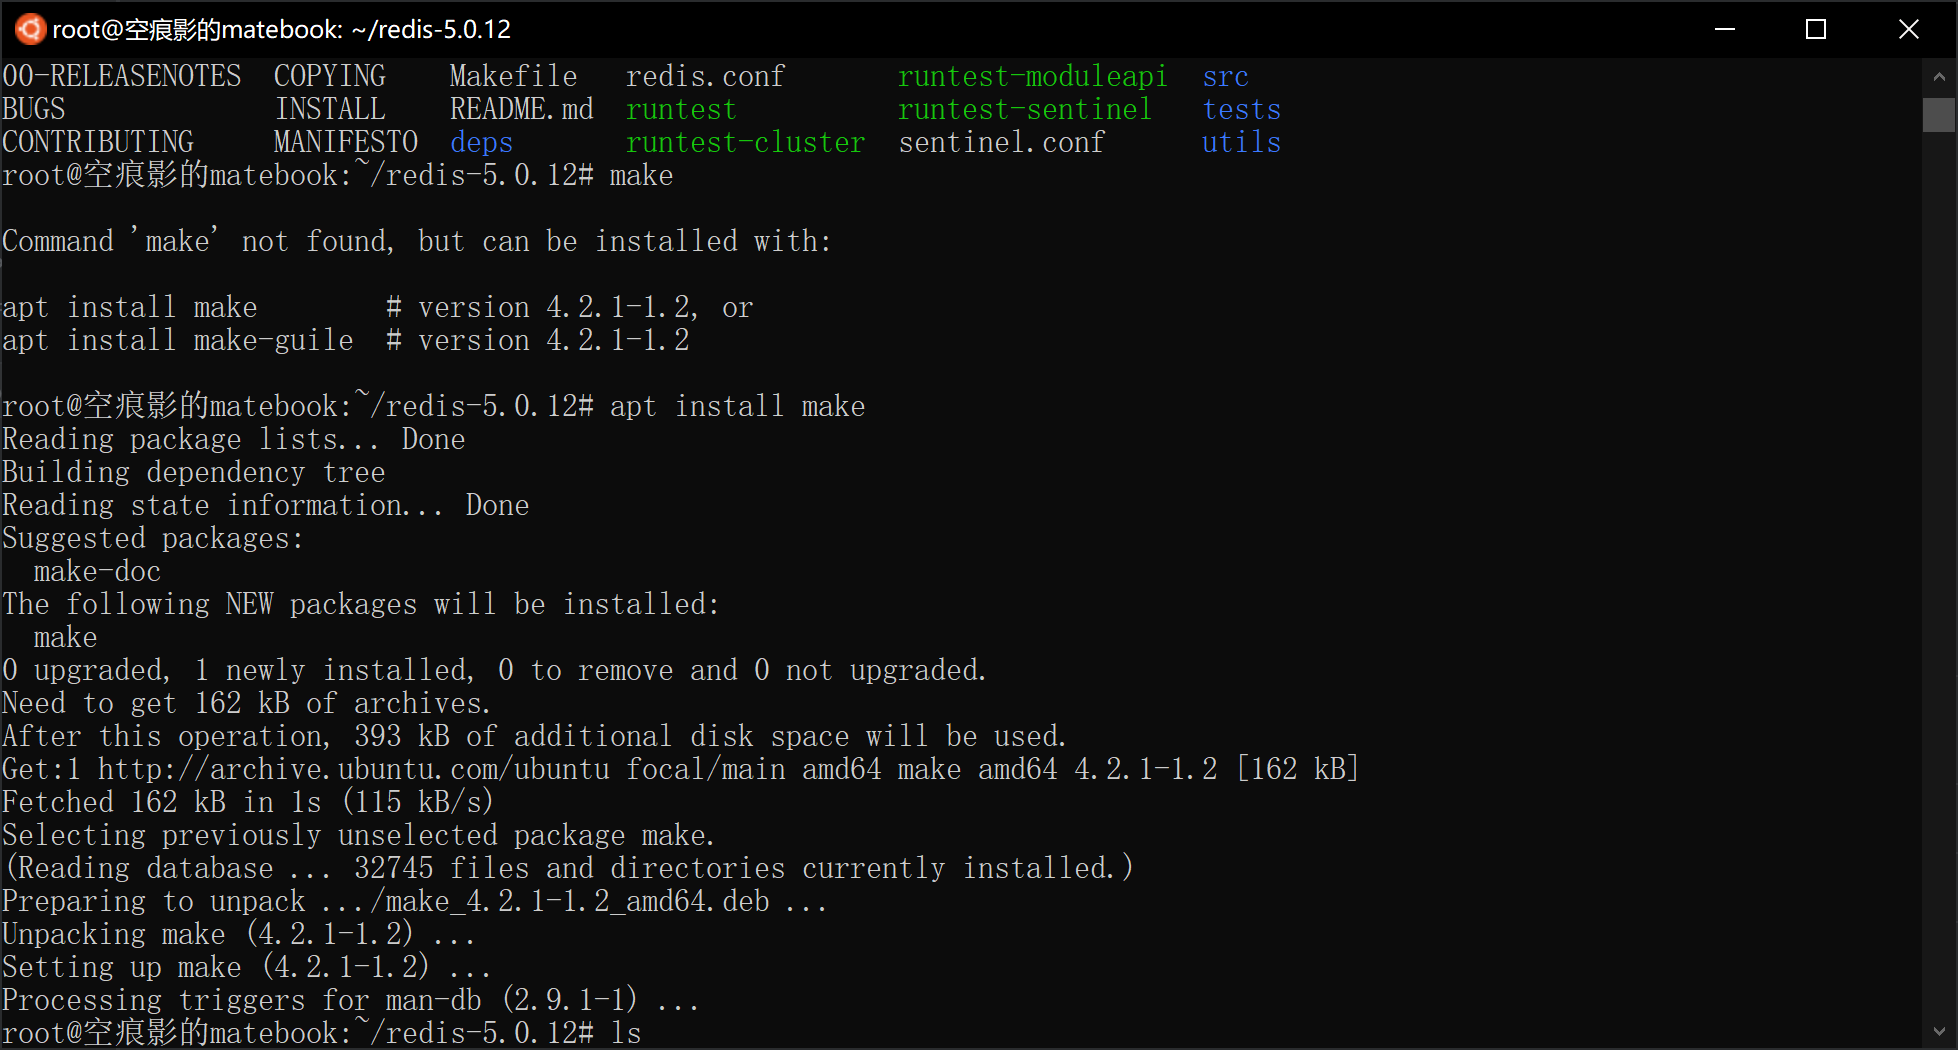 root@空痕影的matebook: ~/redis-5.0.12
00-RELEASENOTES  COPYING    Makefile   redis.conf       runtest-moduleapi  src
BUGS             INSTALL    README.md  runtest          runtest-sentinel   tests
CONTRIBUTING     MANIFESTO  deps       runtest-cluster  sentinel.conf      utils
root@空痕影的matebook:~/redis-5.0.12# make
Command 'make' not found, but can be installed with:
apt install make        # version 4.2.1-1.2, or
apt install make-guile  # version 4.2.1-1.2
root@空痕影的matebook:~/redis-5.0.12# apt install make
Reading package lists... Done
Building dependency tree
Reading state information... Done
Suggested packages:
  make-doc
The following NEW packages will be installed:
  make
0 upgraded, 1 newly installed, 0 to remove and 0 not upgraded.
Need to get 162 kB of archives.
After this operation, 393 kB of additional disk space will be used.
Get:1 http://archive.ubuntu.com/ubuntu focal/main amd64 make amd64 4.2.1-1.2 [162 kB]
Fetched 162 kB in 1s (115 kB/s)
Selecting previously unselected package make.
(Reading database ... 32745 files and directories currently installed.)
Preparing to unpack .../make_4.2.1-1.2_amd64.deb ...
Unpacking make (4.2.1-1.2) ...
Setting up make (4.2.1-1.2) ...
Processing triggers for man-db (2.9.1-1) ...
root@空痕影的matebook:~/redis-5.0.12# ls